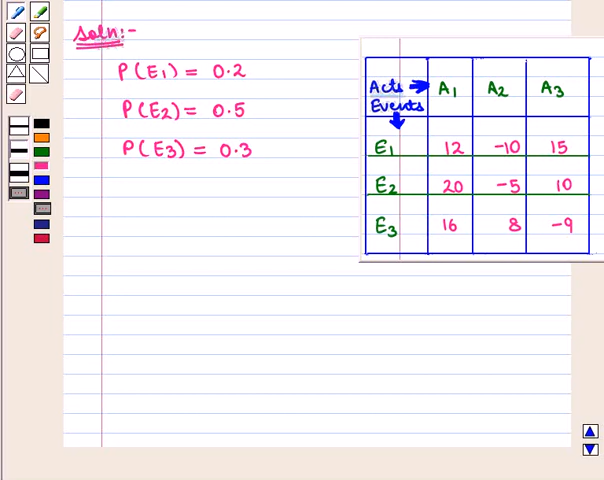 Soln:-
P(E1) = 0.2
P(E2) = 0.5
P(E3) = 0.3
Acts → A1 A2 A3
Events
E1 12 -10 15
E2 20 -5 10
E3 16 8 -9